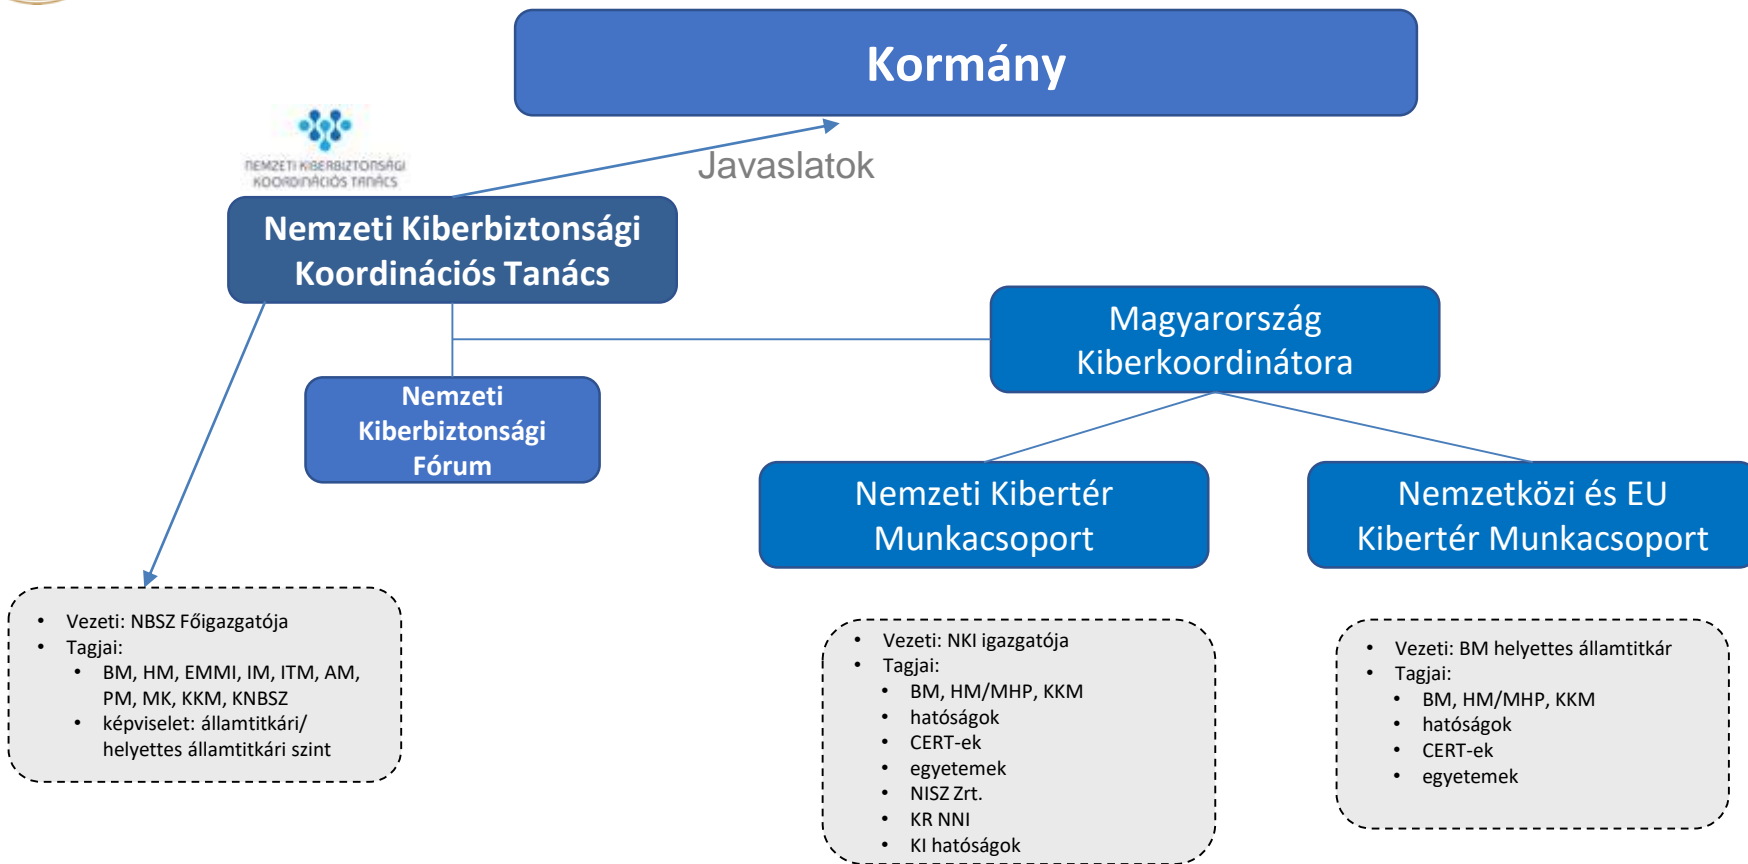 Kormány
NEMZETI KIBERBIZTONSÁGI
KOORDINÁCIÓS TANÁCS
Javaslatok
Nemzeti Kiberbiztonsági
Koordinációs Tanács
Magyarország
Kiberkoordinátora
Nemzeti
Kiberbiztonsági
Fórum
Nemzeti Kibertér
Munkacsoport
Nemzetközi és EU
Kibertér Munkacsoport
• Vezeti: NBSZ Főigazgatója
• Tagjai:
• BM, HM, EMMI, IM, ITM, AM,
PM, MK, KKM, KNBSZ
• képviselet: államtitkári/
helyettes államtitkári szint
• Vezeti: NKI igazgatója
• Tagjai:
• BM, HM/MHP, KKM
• hatóságok
• CERT-ek
• egyetemek
• NISZ Zrt.
• KR NNI
• KI hatóságok
• Vezeti: BM helyettes államtitkár
• Tagjai:
• BM, HM/MHP, KKM
• hatóságok
• CERT-ek
• egyetemek